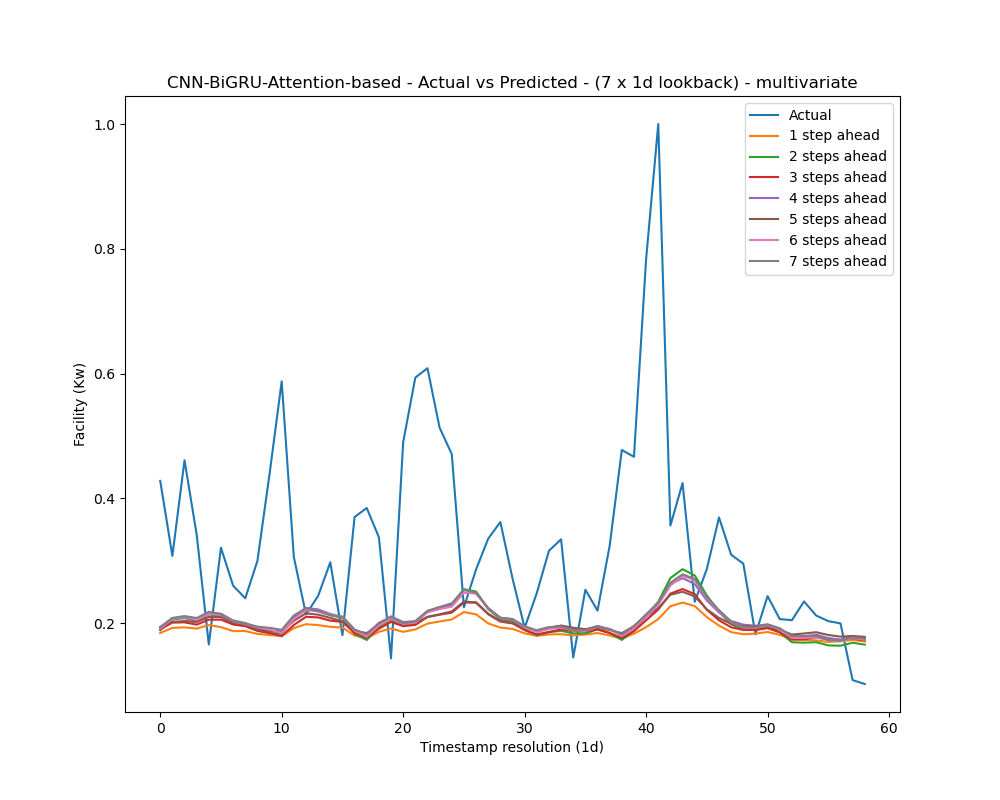 CNN-BiGRU-Attention-based - Actual vs Predicted - (7 x 1d lookback) - multivariate
Actual
1 step ahead
2 steps ahead
3 steps ahead
4 steps ahead
5 steps ahead
6 steps ahead
7 steps ahead
1.0
0.8
0.6
0.4
0.2
Facility (Kw)
0 10 20 30 40 50 60
Timestamp resolution (1d)